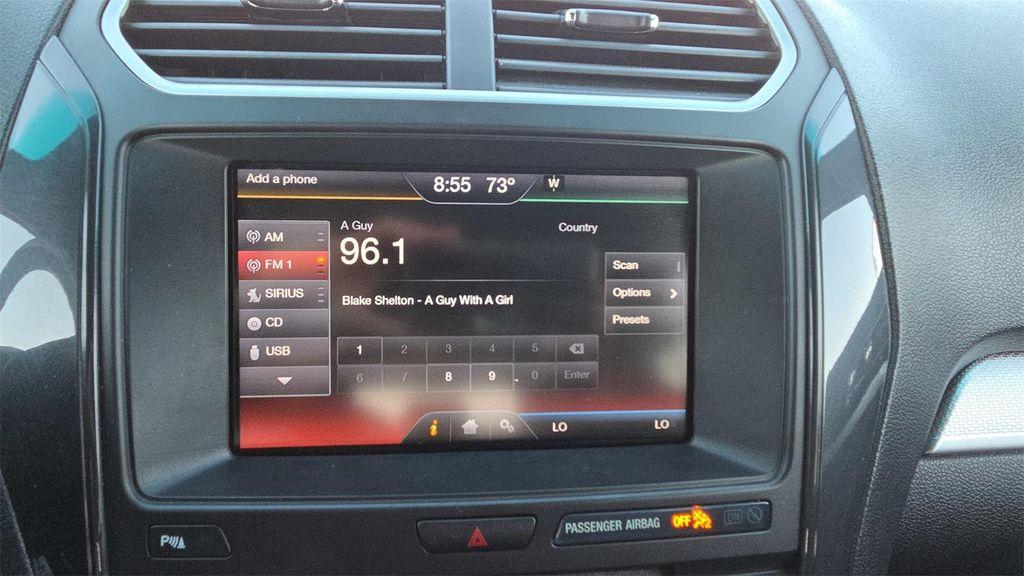 Add a phone
8:55 73° W
AM
FM 1
SIRIUS
CD
USB
A Guy
Country
96.1
Blake Shelton - A Guy With A Girl
Scan
Options
Presets
1 2 3 4 5
6 7 8 9 0 Enter
i LO LO
P
PASSENGER AIRBAG OFF